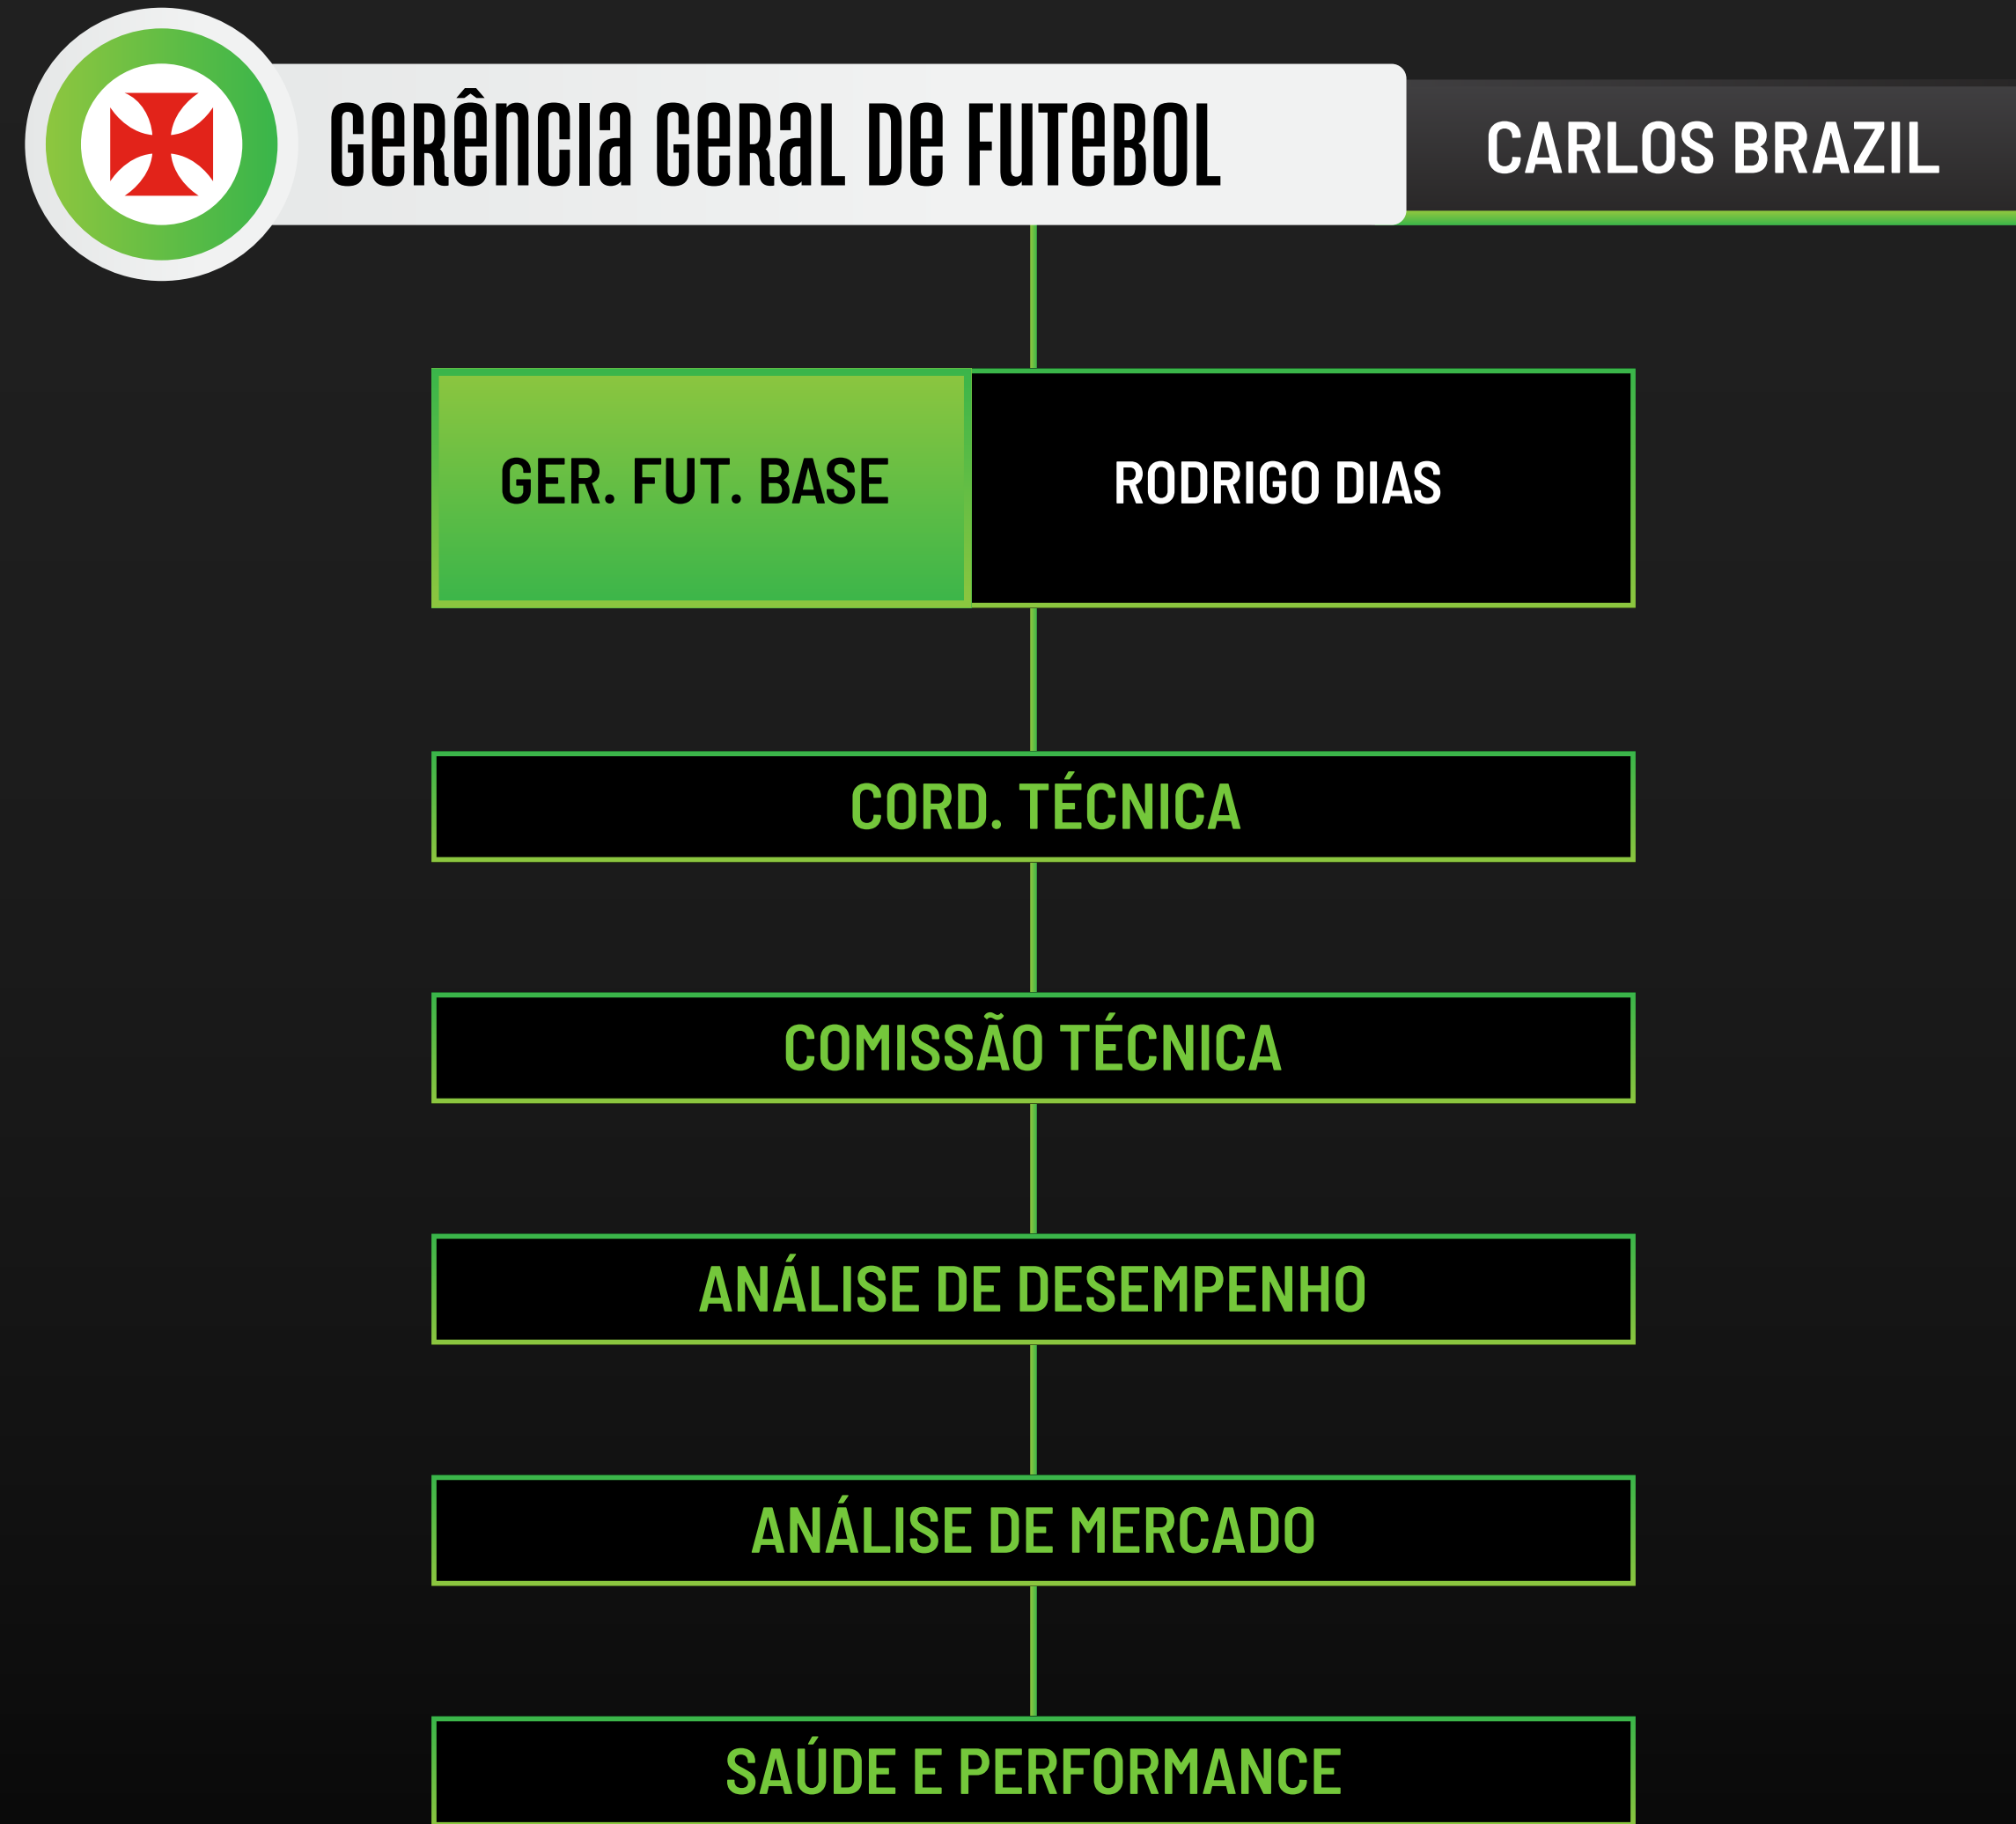 GERÊNCIA GERAL DE FUTEBOL
CARLOS BRAZIL
GER. FUT. BASE
RODRIGO DIAS
CORD. TÉCNICA
COMISSÃO TÉCNICA
ANÁLISE DE DESEMPENHO
ANÁLISE DE MERCADO
SAÚDE E PERFORMANCE